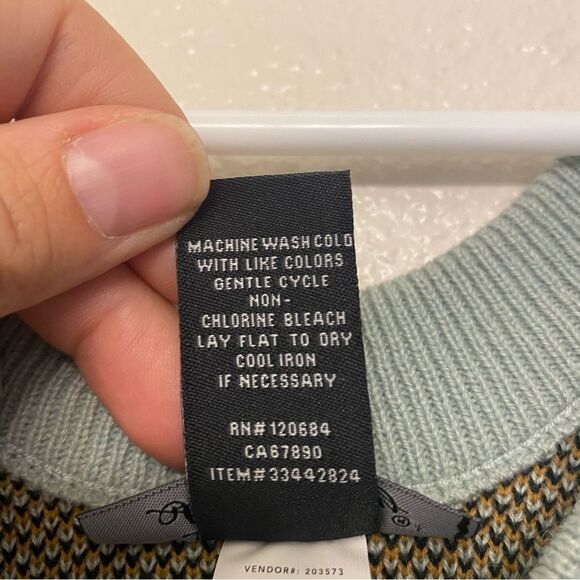 MACHINE WASH COLD
WITH LIKE COLORS
GENTLE CYCLE
NON-
CHLORINE BLEACH
LAY FLAT TO DRY
COOL IRON
IF NECESSARY
RN# 120684
CA67890
ITEM#33442824
VENDOR#: 203573